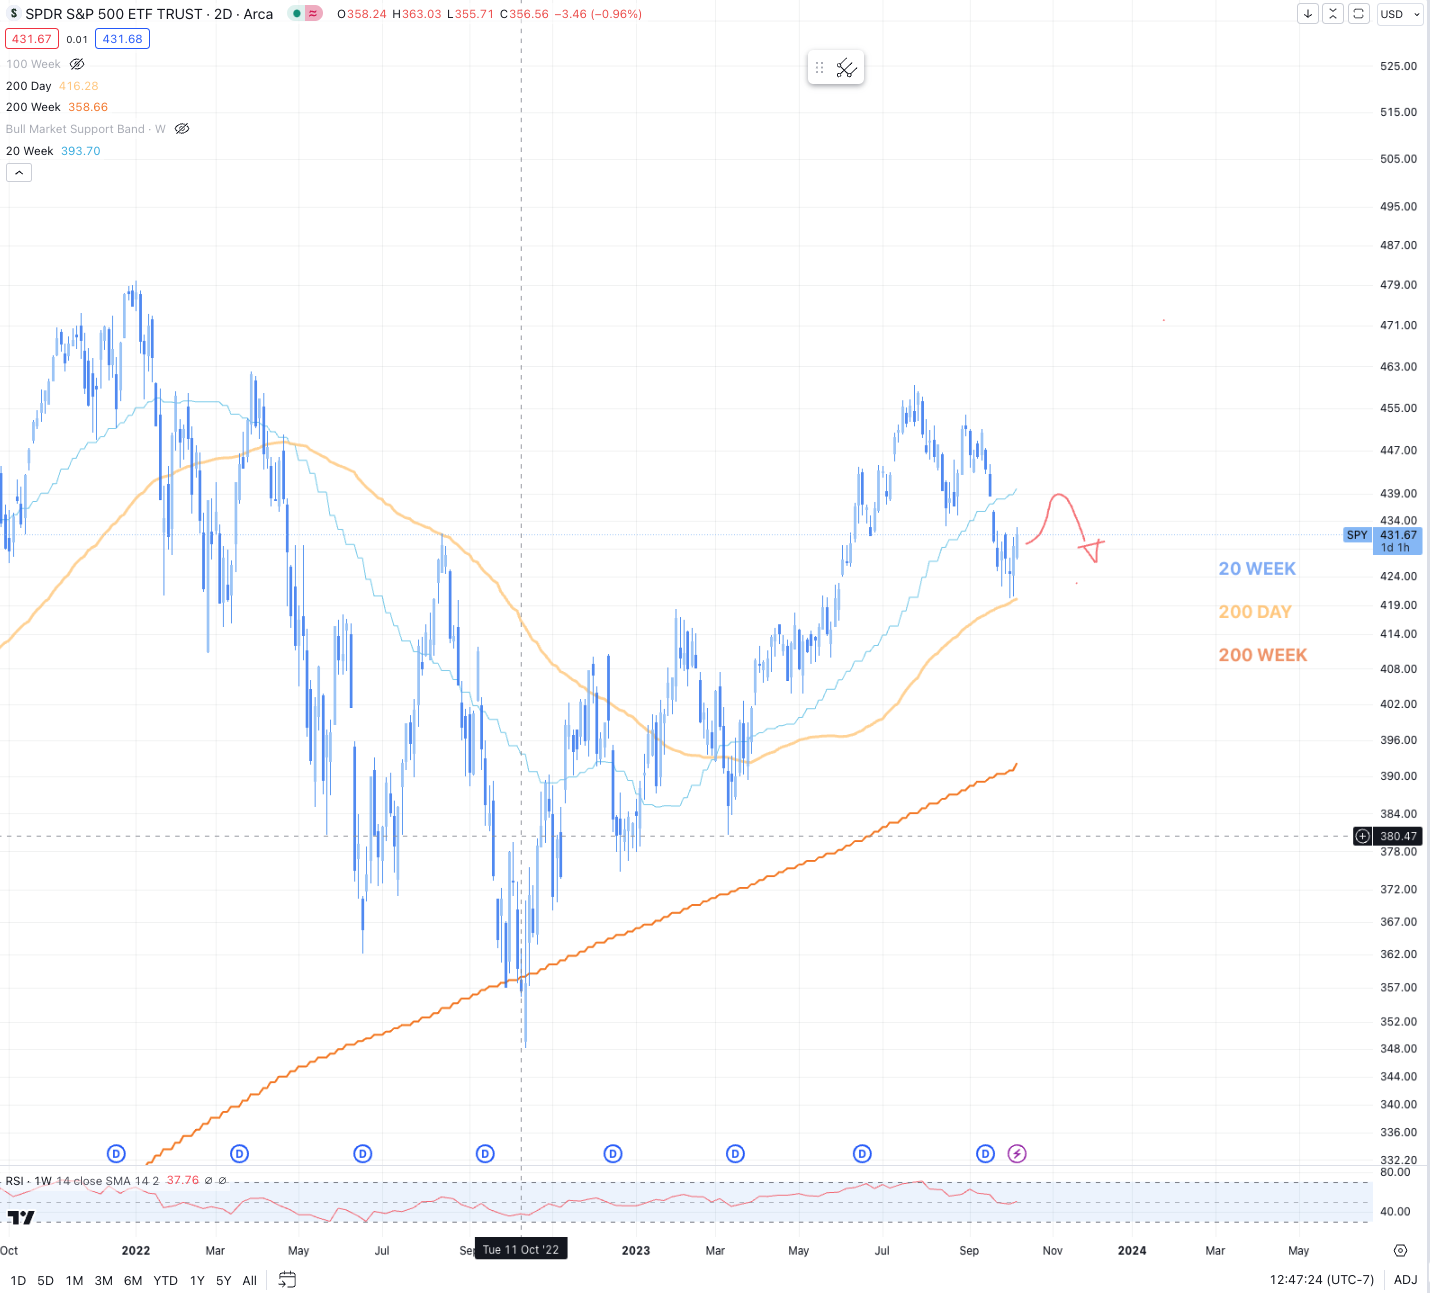 S SPDR S&P 500 ETF TRUST · 2D · Arca ≈ O358.24 H363.03 L355.71 C356.56 −3.46 (−0.96%) USD
431.67 0.01 431.68
100 Week
200 Day 416.28
200 Week 358.66
Bull Market Support Band · W
20 Week 393.70
525.00
515.00
505.00
495.00
487.00
479.00
471.00
463.00
455.00
447.00
439.00
434.00
SPY 431.67
1d 1h
424.00
419.00
414.00
408.00
402.00
396.00
390.00
384.00
380.47
378.00
372.00
367.00
362.00
357.00
352.00
348.00
344.00
340.00
336.00
332.20
20 WEEK
200 DAY
200 WEEK
D D D D D D D D
RSI · 1W 14 close SMA 14 2 37.76 ∅ ∅
80.00
40.00
Oct 2022 Mar May Jul Sep Tue 11 Oct '22 2023 Mar May Jul Sep Nov 2024 Mar May
1D 5D 1M 3M 6M YTD 1Y 5Y All 12:47:24 (UTC-7) ADJ